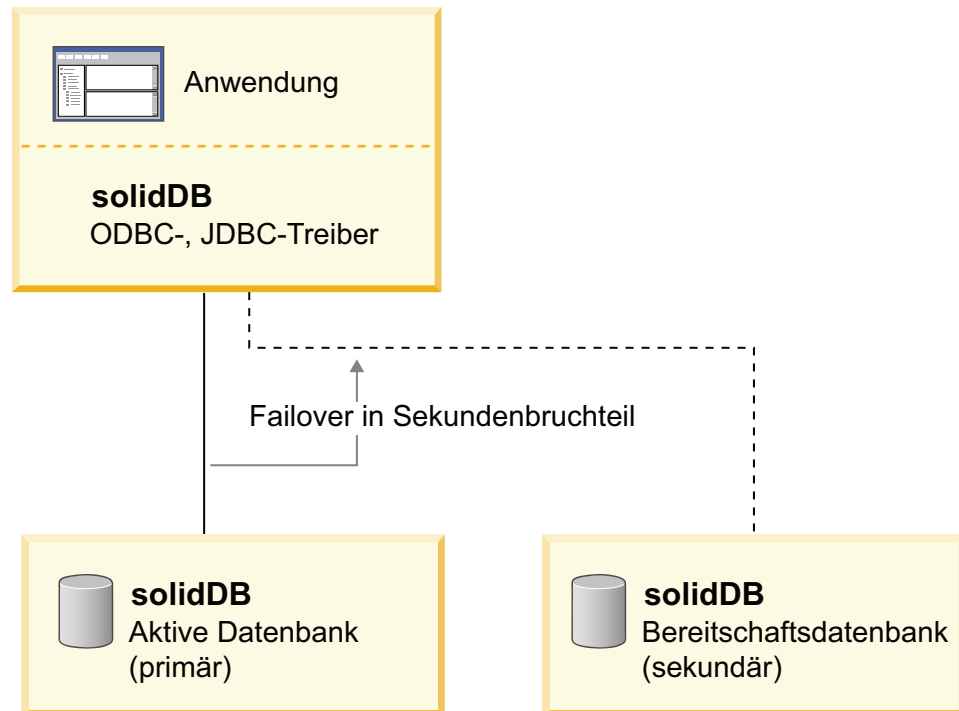 Anwendung
solidDB
ODBC-, JDBC-Treiber
Failover in Sekundenbruchteil
solidDB
Aktive Datenbank
(primär)
solidDB
Bereitschaftsdatenbank
(sekundär)